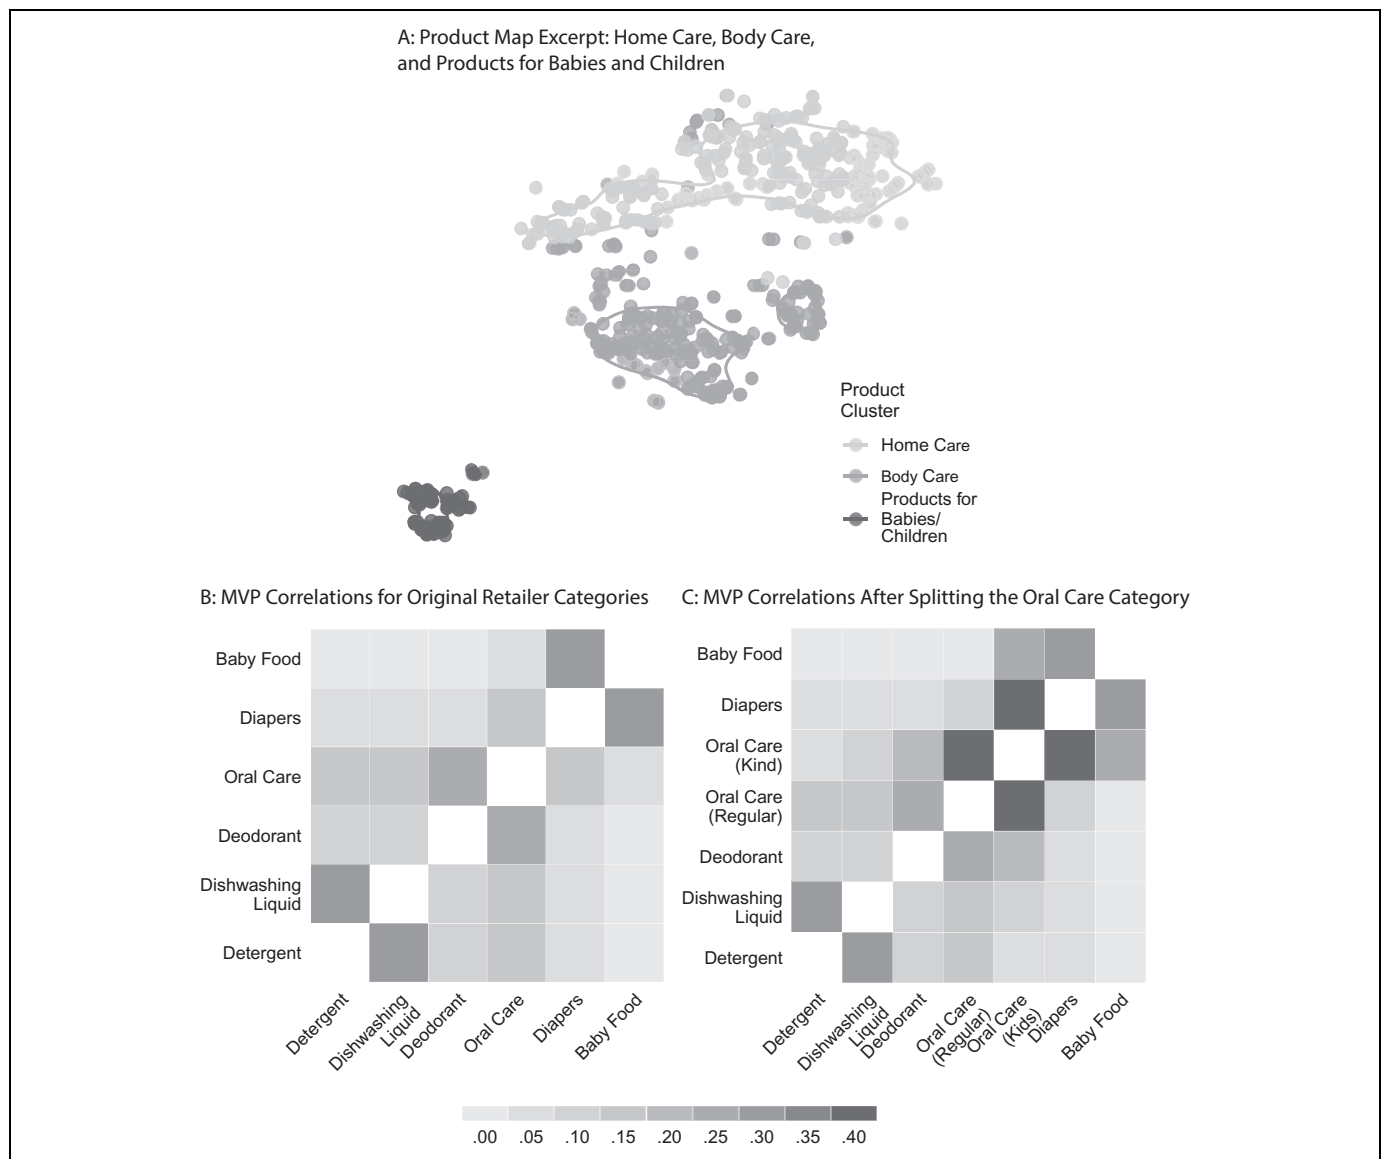 A: Product Map Excerpt: Home Care, Body Care,
and Products for Babies and Children
Product
Cluster
Home Care
Body Care
Products for
Babies/
Children
B: MVP Correlations for Original Retailer Categories
Baby Food
Diapers
Oral Care
Deodorant
Dishwashing
Liquid
Detergent
Detergent
Dishwashing
Liquid
Deodorant
Oral Care
Diapers
Baby Food
C: MVP Correlations After Splitting the Oral Care Category
Baby Food
Diapers
Oral Care
(Kind)
Oral Care
(Regular)
Deodorant
Dishwashing
Liquid
Detergent
Detergent
Dishwashing
Liquid
Deodorant
Oral Care
(Regular)
Oral Care
(Kids)
Diapers
Baby Food
.00 .05 .10 .15 .20 .25 .30 .35 .40